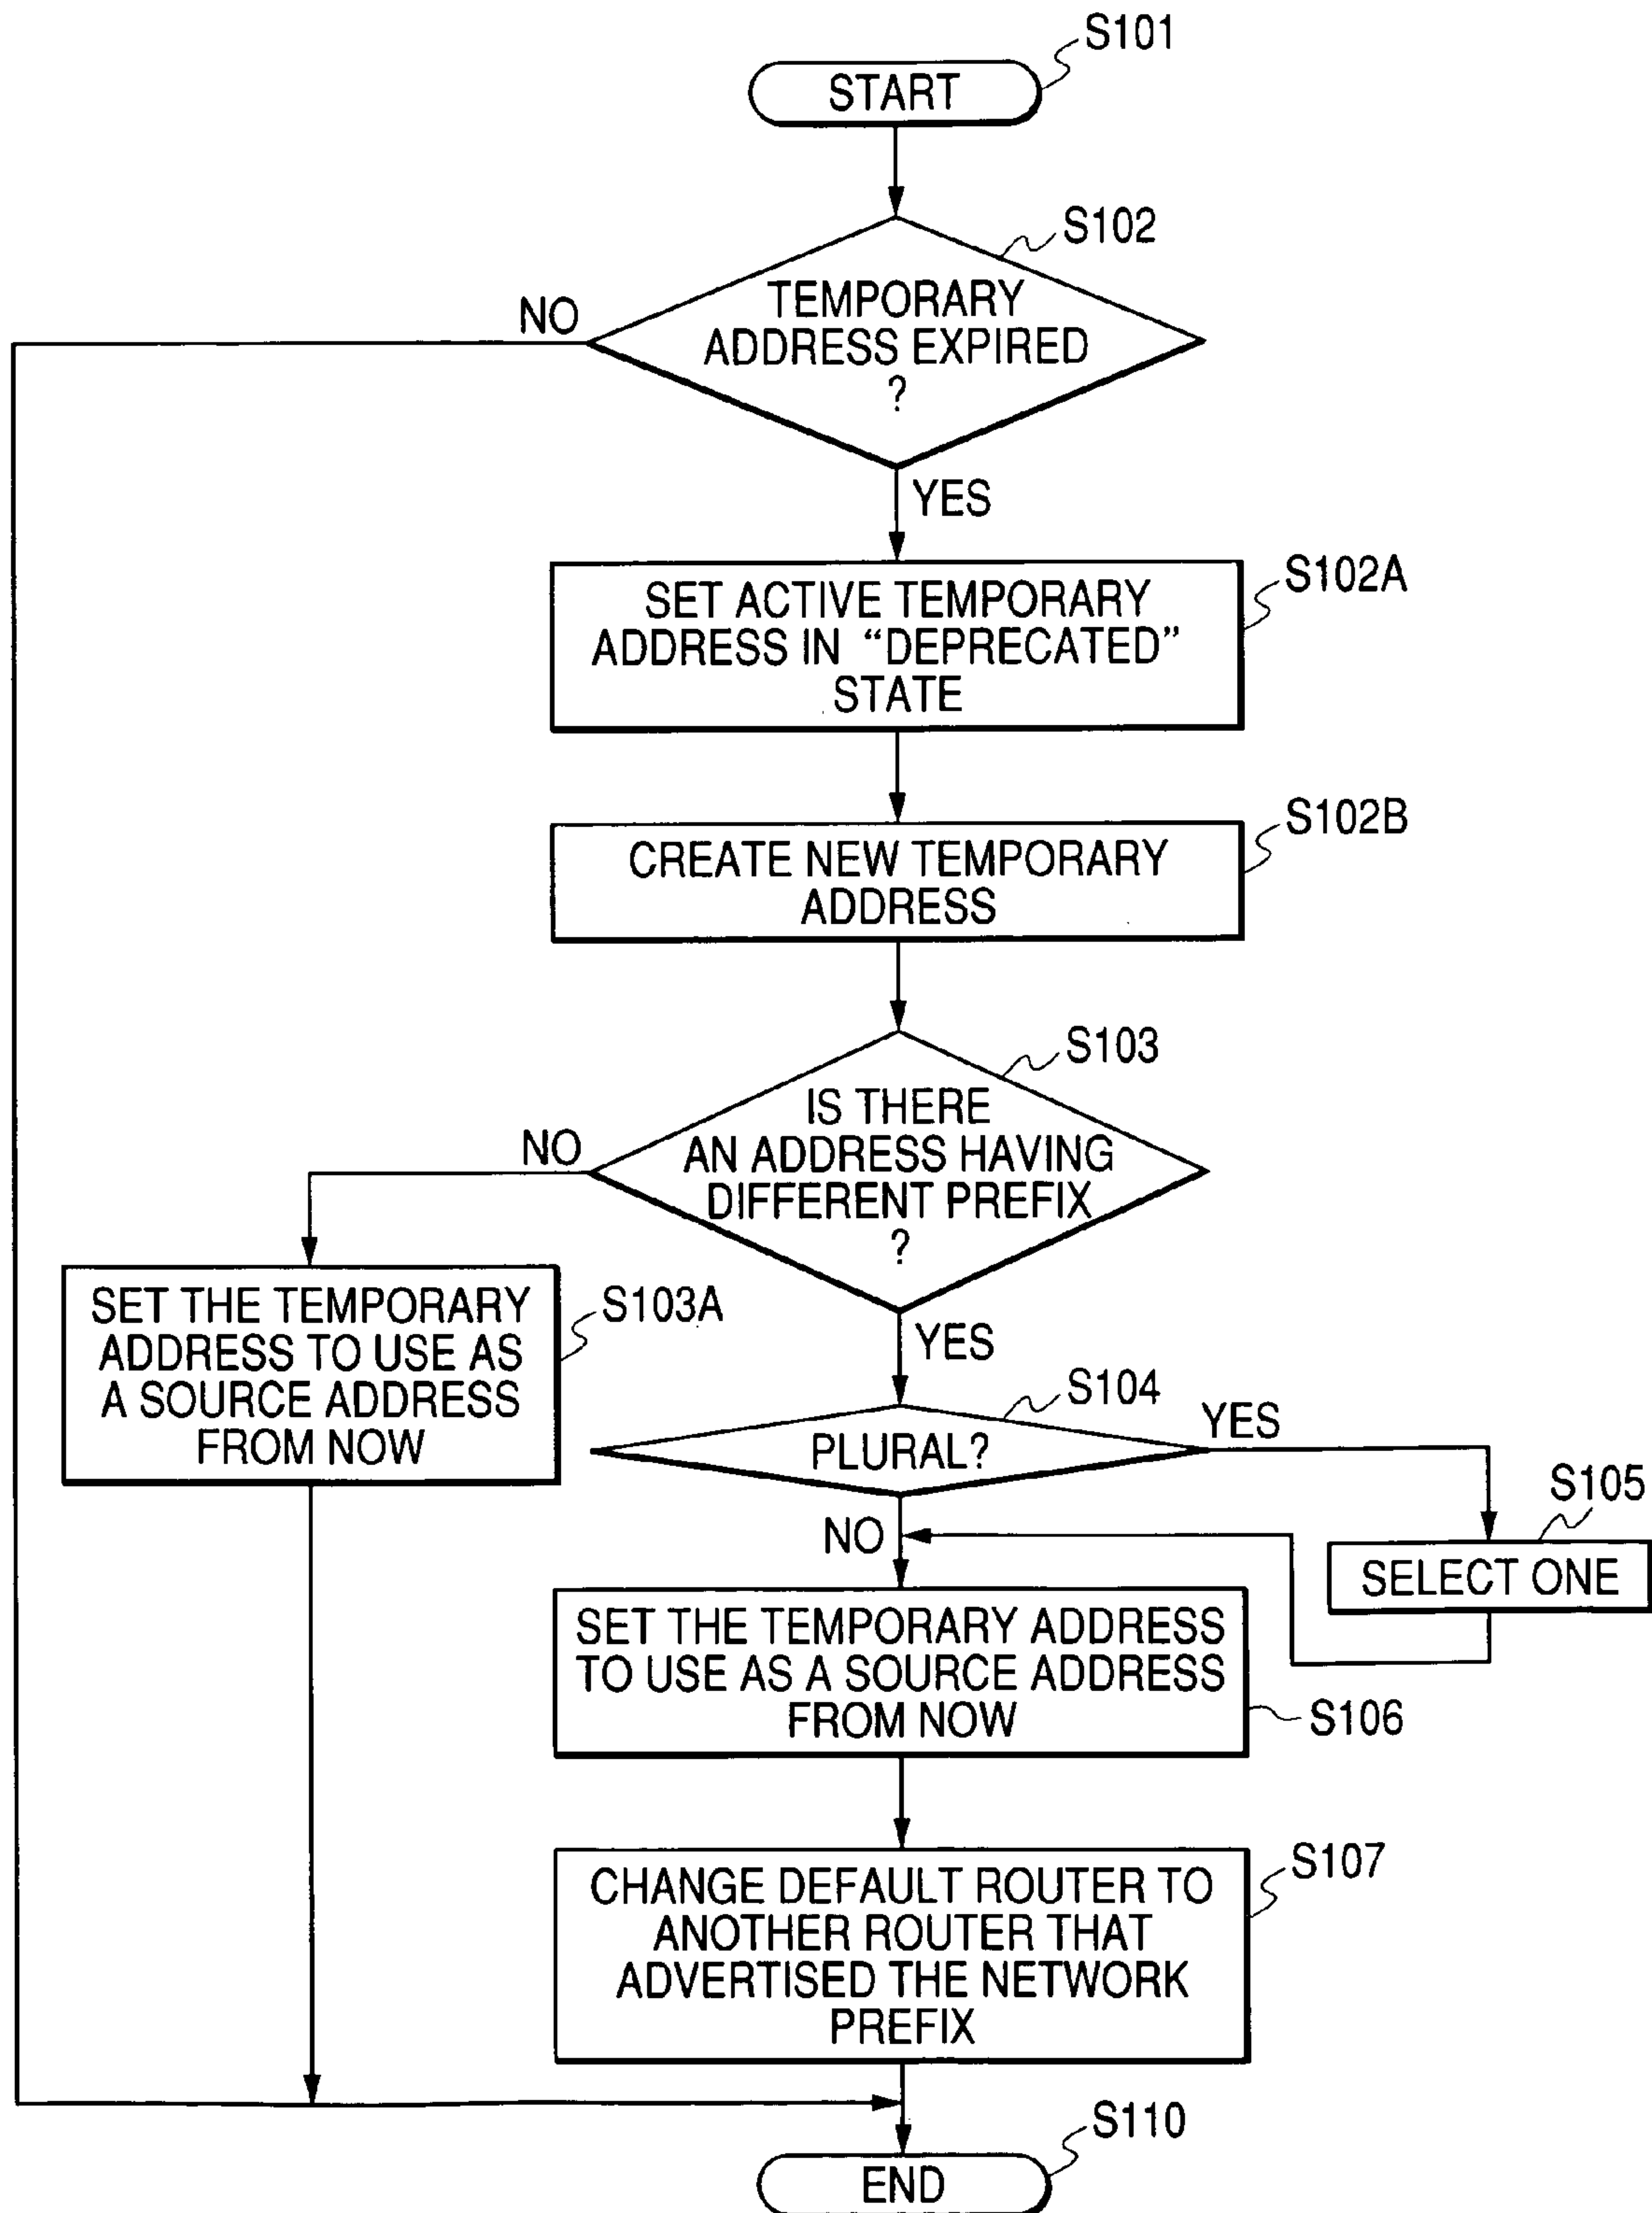 S101
START
S102
TEMPORARY
ADDRESS EXPIRED
?
NO
YES
S102A
SET ACTIVE TEMPORARY
ADDRESS IN “DEPRECATED”
STATE
S102B
CREATE NEW TEMPORARY
ADDRESS
S103
IS THERE
AN ADDRESS HAVING
DIFFERENT PREFIX
?
NO
YES
S103A
SET THE TEMPORARY
ADDRESS TO USE AS
A SOURCE ADDRESS
FROM NOW
S104
PLURAL?
YES
NO
S105
SELECT ONE
SET THE TEMPORARY ADDRESS
TO USE AS A SOURCE ADDRESS
FROM NOW
S106
S107
CHANGE DEFAULT ROUTER TO
ANOTHER ROUTER THAT
ADVERTISED THE NETWORK
PREFIX
S110
END